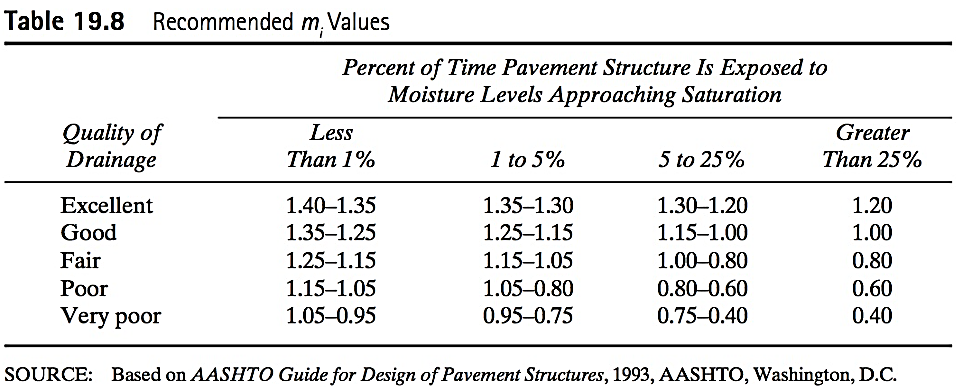 Table 19.8 Recommended mi Values
Percent of Time Pavement Structure Is Exposed to
Moisture Levels Approaching Saturation
Quality of Less Greater
Drainage Than 1% 1 to 5% 5 to 25% Than 25%
Excellent 1.40–1.35 1.35–1.30 1.30–1.20 1.20
Good 1.35–1.25 1.25–1.15 1.15–1.00 1.00
Fair 1.25–1.15 1.15–1.05 1.00–0.80 0.80
Poor 1.15–1.05 1.05–0.80 0.80–0.60 0.60
Very poor 1.05–0.95 0.95–0.75 0.75–0.40 0.40
SOURCE: Based on AASHTO Guide for Design of Pavement Structures, 1993, AASHTO, Washington, D.C.